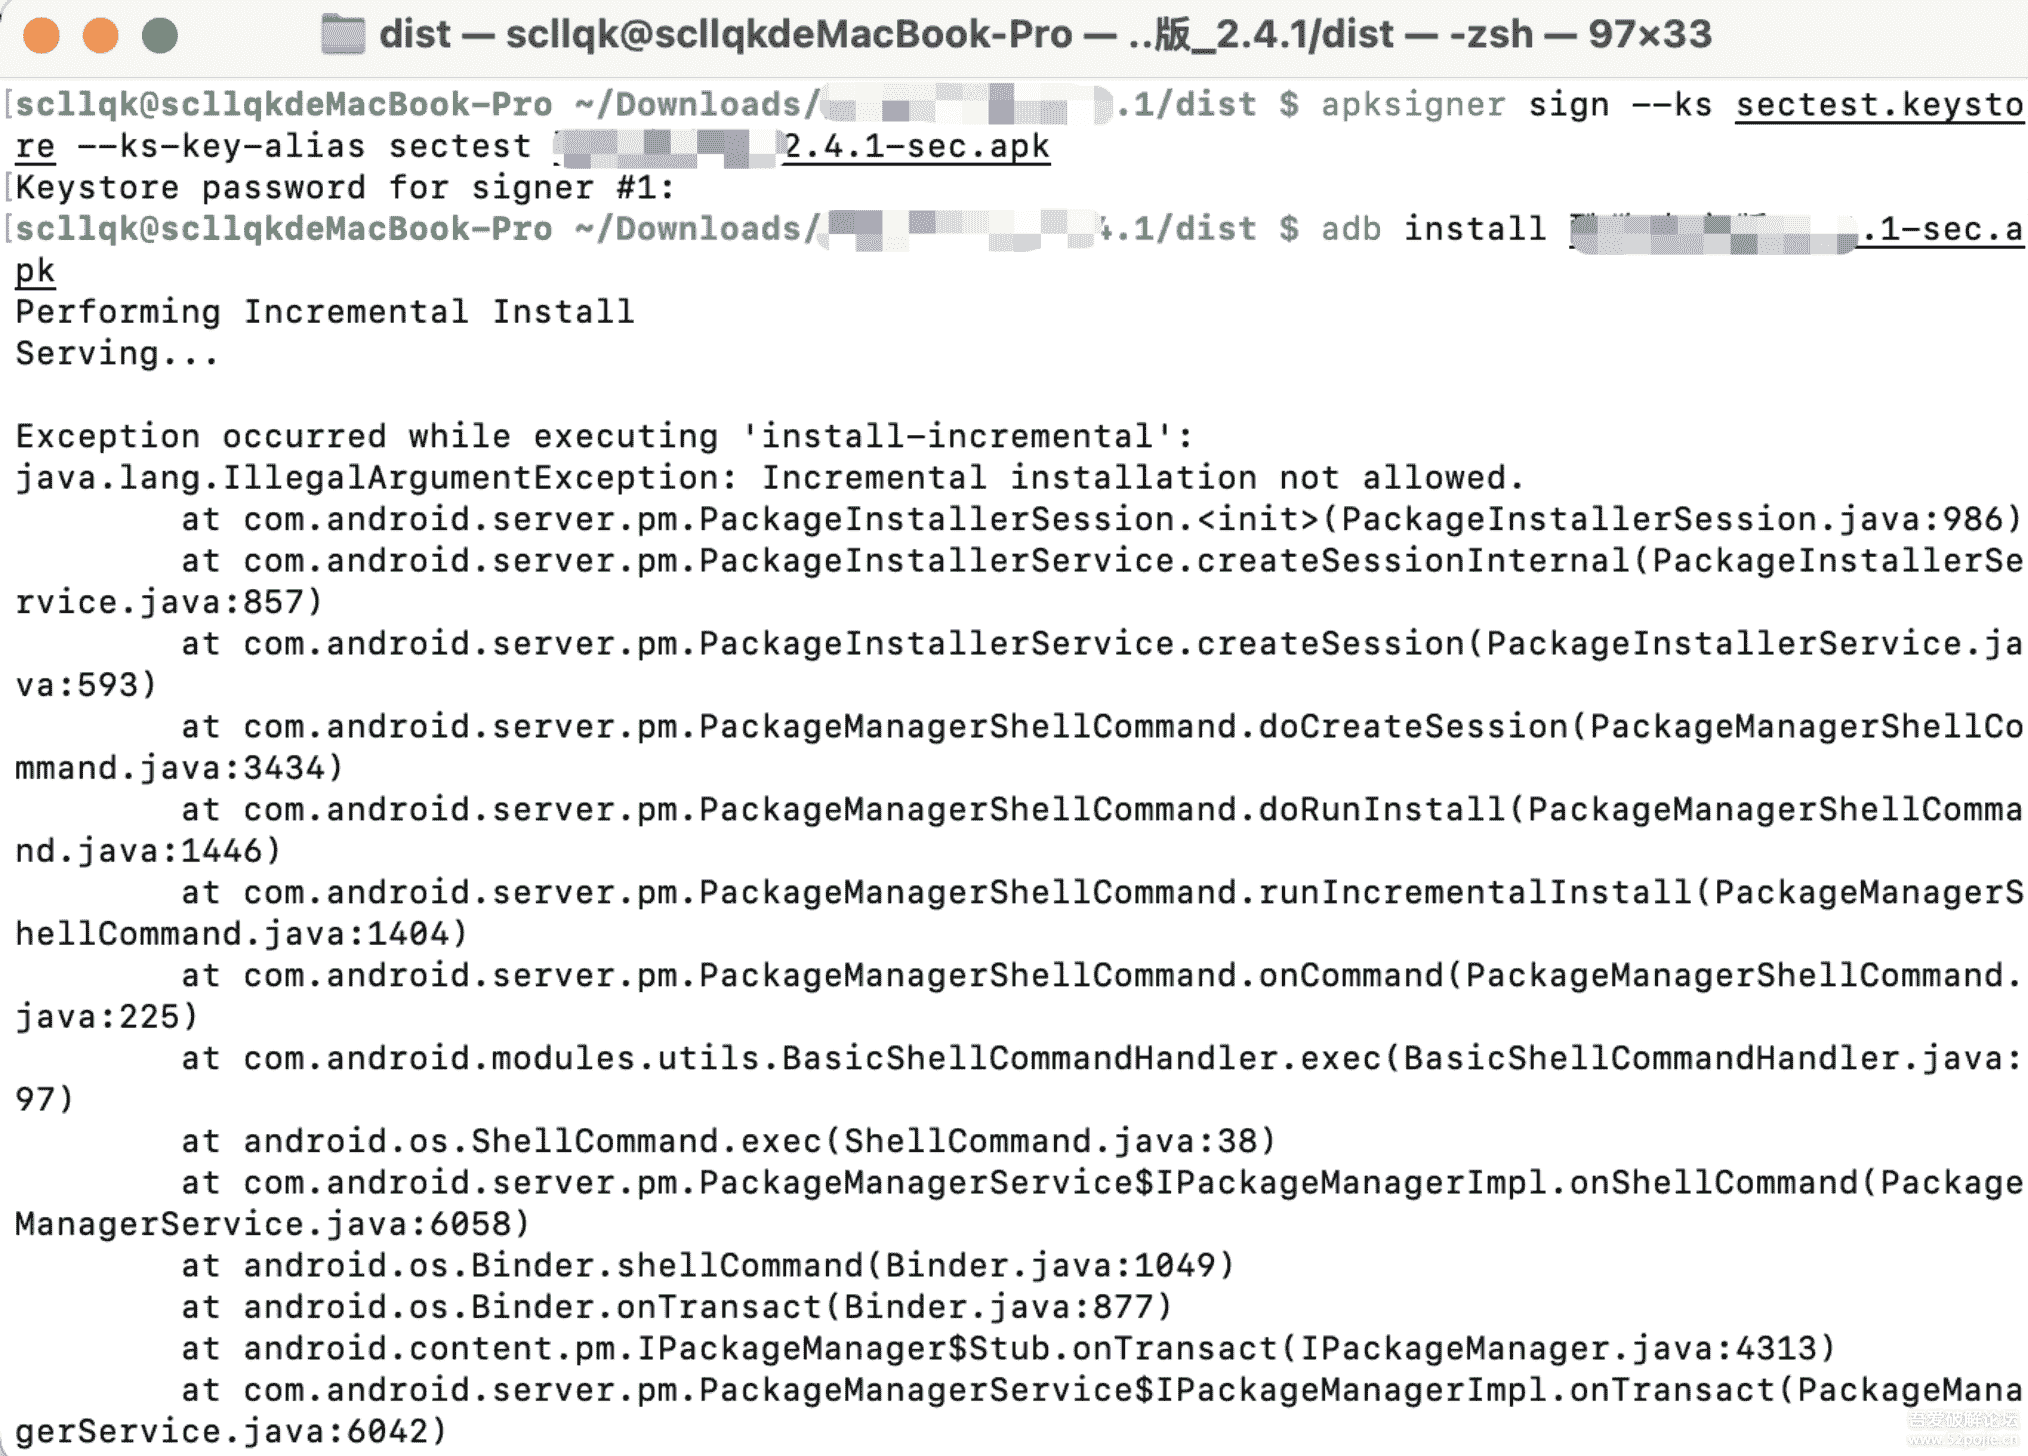 dist — scllqk@scllqkdeMacBook-Pro — ..版_2.4.1/dist — -zsh — 97×33
[scllqk@scllqkdeMacBook-Pro ~/Downloads/ .1/dist $ apksigner sign --ks sectest.keysto
re --ks-key-alias sectest 2.4.1-sec.apk
[Keystore password for signer #1:
[scllqk@scllqkdeMacBook-Pro ~/Downloads/ .1/dist $ adb install .1-sec.a
pk
Performing Incremental Install
Serving...
Exception occurred while executing 'install-incremental':
java.lang.IllegalArgumentException: Incremental installation not allowed.
at com.android.server.pm.PackageInstallerSession.<init>(PackageInstallerSession.java:986)
at com.android.server.pm.PackageInstallerService.createSessionInternal(PackageInstallerSe
rvice.java:857)
at com.android.server.pm.PackageInstallerService.createSession(PackageInstallerService.ja
va:593)
at com.android.server.pm.PackageManagerShellCommand.doCreateSession(PackageManagerShellCo
mmand.java:3434)
at com.android.server.pm.PackageManagerShellCommand.doRunInstall(PackageManagerShellComma
nd.java:1446)
at com.android.server.pm.PackageManagerShellCommand.runIncrementalInstall(PackageManagerS
hellCommand.java:1404)
at com.android.server.pm.PackageManagerShellCommand.onCommand(PackageManagerShellCommand.
java:225)
at com.android.modules.utils.BasicShellCommandHandler.exec(BasicShellCommandHandler.java:
97)
at android.os.ShellCommand.exec(ShellCommand.java:38)
at com.android.server.pm.PackageManagerService$IPackageManagerImpl.onShellCommand(Package
ManagerService.java:6058)
at android.os.Binder.shellCommand(Binder.java:1049)
at android.os.Binder.onTransact(Binder.java:877)
at android.content.pm.IPackageManager$Stub.onTransact(IPackageManager.java:4313)
at com.android.server.pm.PackageManagerService$IPackageManagerImpl.onTransact(PackageMana
gerService.java:6042)
吾爱破解论坛
www.52pojie.cn